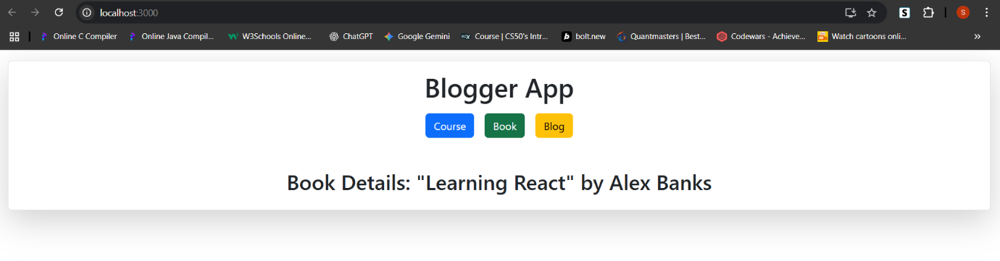 localhost:3000
S
S
Online C Compiler
Online Java Compil...
W3Schools Online...
ChatGPT
Google Gemini
edX
Course | CS50's Intr...
b
bolt.new
Quantmasters | Best...
Codewars - Achieve...
Watch cartoons onli...
»
Blogger App
Course Book Blog
Book Details: "Learning React" by Alex Banks